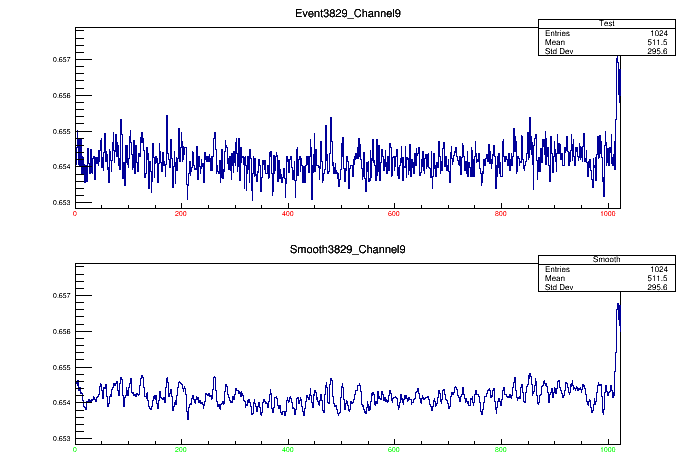 Event3829_Channel9
Test
Entries 1024
Mean 511.5
Std Dev 295.6
0.657
0.656
0.655
0.654
0.653
0 200 400 600 800 1000
Smooth3829_Channel9
Smooth
Entries 1024
Mean 511.5
Std Dev 295.6
0.657
0.656
0.655
0.654
0.653
0 200 400 600 800 1000